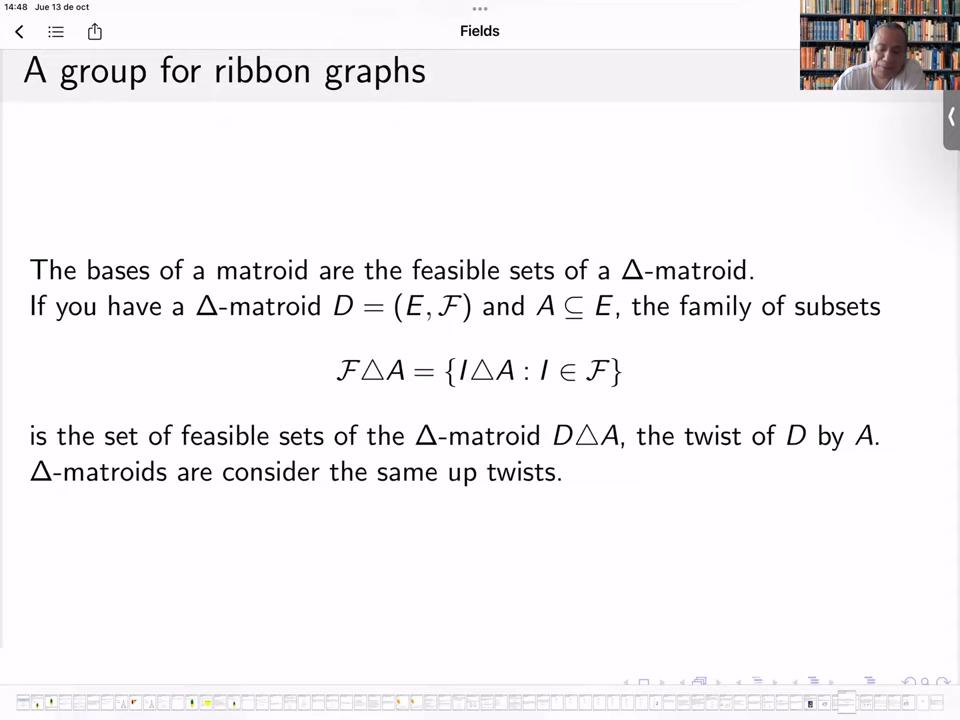 14:48 Jue 13 de oct
Fields
A group for ribbon graphs
The bases of a matroid are the feasible sets of a Δ-matroid.
If you have a Δ-matroid D = (E, ℱ) and A ⊆ E, the family of subsets
ℱ△A = {I△A : I ∈ ℱ}
is the set of feasible sets of the Δ-matroid D△A, the twist of D by A.
Δ-matroids are consider the same up twists.